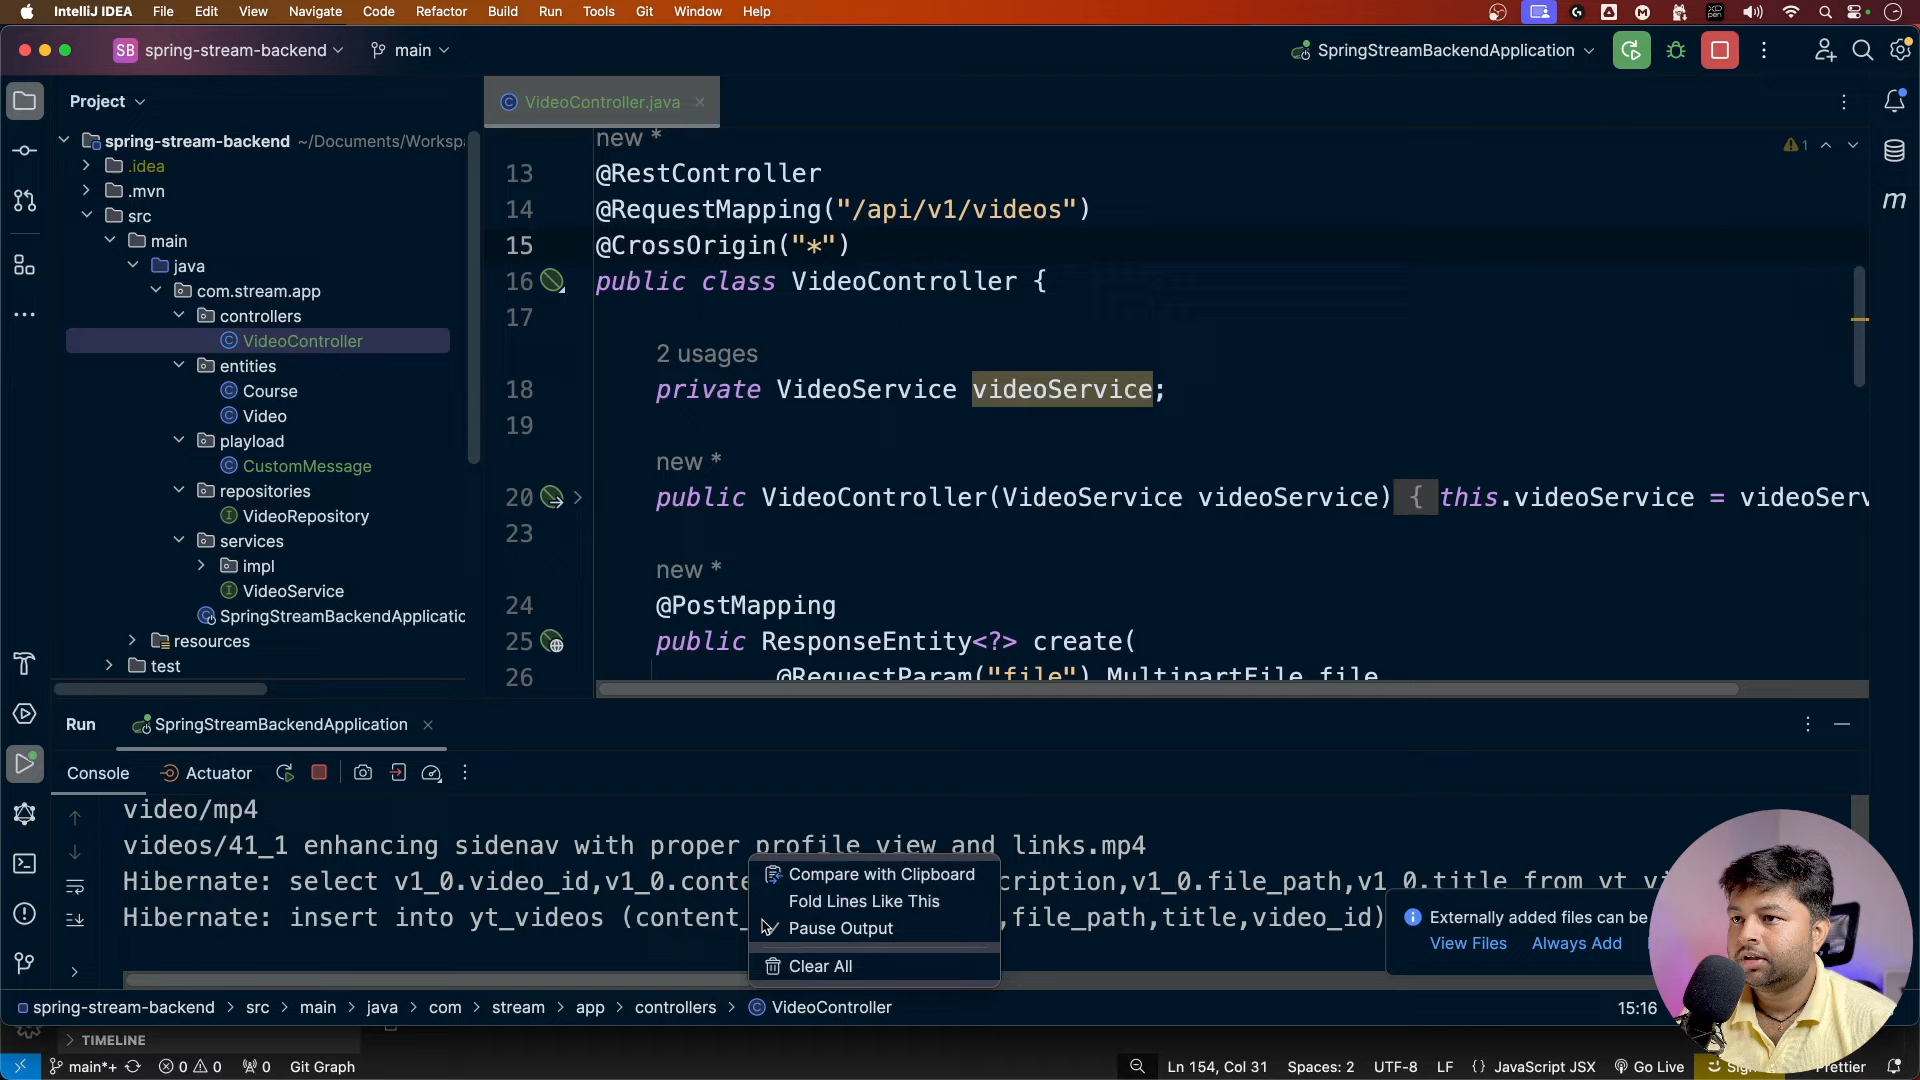 IntelliJ IDEA File Edit View Navigate Code Refactor Build Run Tools Git Window Help
SB spring-stream-backend main SpringStreamBackendApplication
Project
VideoController.java
spring-stream-backend ~/Documents/Worksp
.idea
.mvn
src
main
java
com.stream.app
controllers
VideoController
entities
Course
Video
playload
CustomMessage
repositories
VideoRepository
services
impl
VideoService
SpringStreamBackendApplicatio
resources
test
new *
13 @RestController
14 @RequestMapping("/api/v1/videos")
15 @CrossOrigin("*")
16 public class VideoController {
17
2 usages
18 private VideoService videoService;
19
new *
20 public VideoController(VideoService videoService) { this.videoService = videoServ
23
new *
24 @PostMapping
25 public ResponseEntity<?> create(
26 @RequestParam("file") MultipartFile file
1
m
Run SpringStreamBackendApplication
Console Actuator
video/mp4
videos/41_1 enhancing sidenav with proper profile view and links.mp4
Hibernate: select v1_0.video_id,v1_0.conte cription,v1_0.file_path,v1_0.title from yt_vi
Hibernate: insert into yt_videos (content_ ,file_path,title,video_id)
Compare with Clipboard
Fold Lines Like This
Pause Output
Clear All
Externally added files can be
View Files Always Add
spring-stream-backend > src > main > java > com > stream > app > controllers > VideoController
15:16
TIMELINE
main*+ 0 0 0 Git Graph Ln 154, Col 31 Spaces: 2 UTF-8 LF {} JavaScript JSX Go Live Prettier